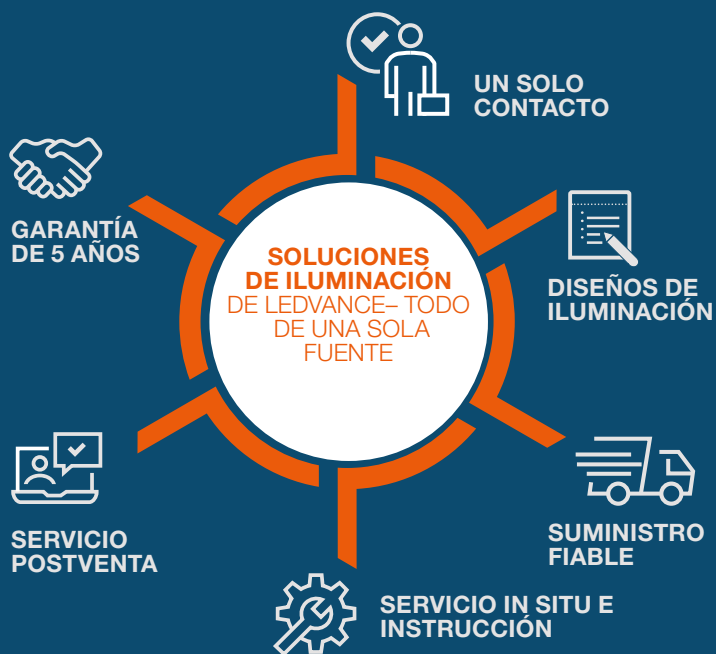 UN SOLO
CONTACTO
GARANTÍA
DE 5 AÑOS
SOLUCIONES
DE ILUMINACIÓN
DE LEDVANCE– TODO
DE UNA SOLA
FUENTE
DISEÑOS DE
ILUMINACIÓN
SERVICIO
POSTVENTA
SUMINISTRO
FIABLE
SERVICIO IN SITU E
INSTRUCCIÓN